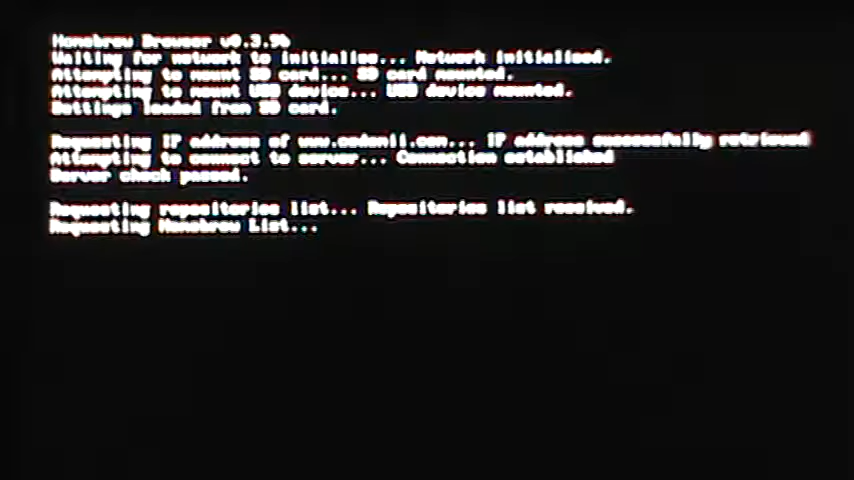 Homebrew Browser v0.3.9b
Waiting for network to initialise... Network initialised.
Attempting to mount SD card... SD card mounted.
Attempting to mount USB device... USB device mounted.
Settings loaded from SD card.
Requesting IP address of www.codemii.com... IP address successfully retrieved
Attempting to connect to server... Connection established
Server check passed.
Requesting repositories list... Repositories list received.
Requesting Homebrew List...